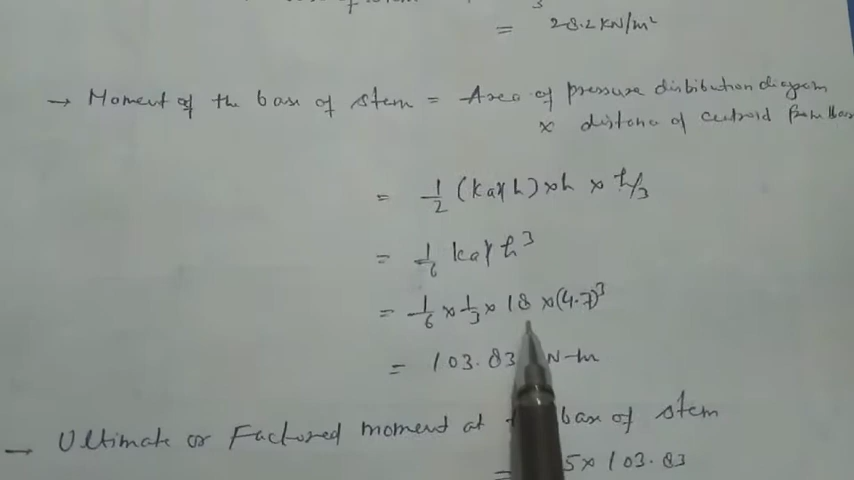 = 28.2 KN/m²
→ Moment of the base of stem = Area of pressure distribution diagram
× distance of centroid from
= 1/2 (kaγh)×h × h/3
= 1/6 kaγh³
= 1/6 × 1/3 × 18 ×(4.7)³
= 103.83 N-m
→ Ultimate or Factored moment at base of stem
= 5× 103.83